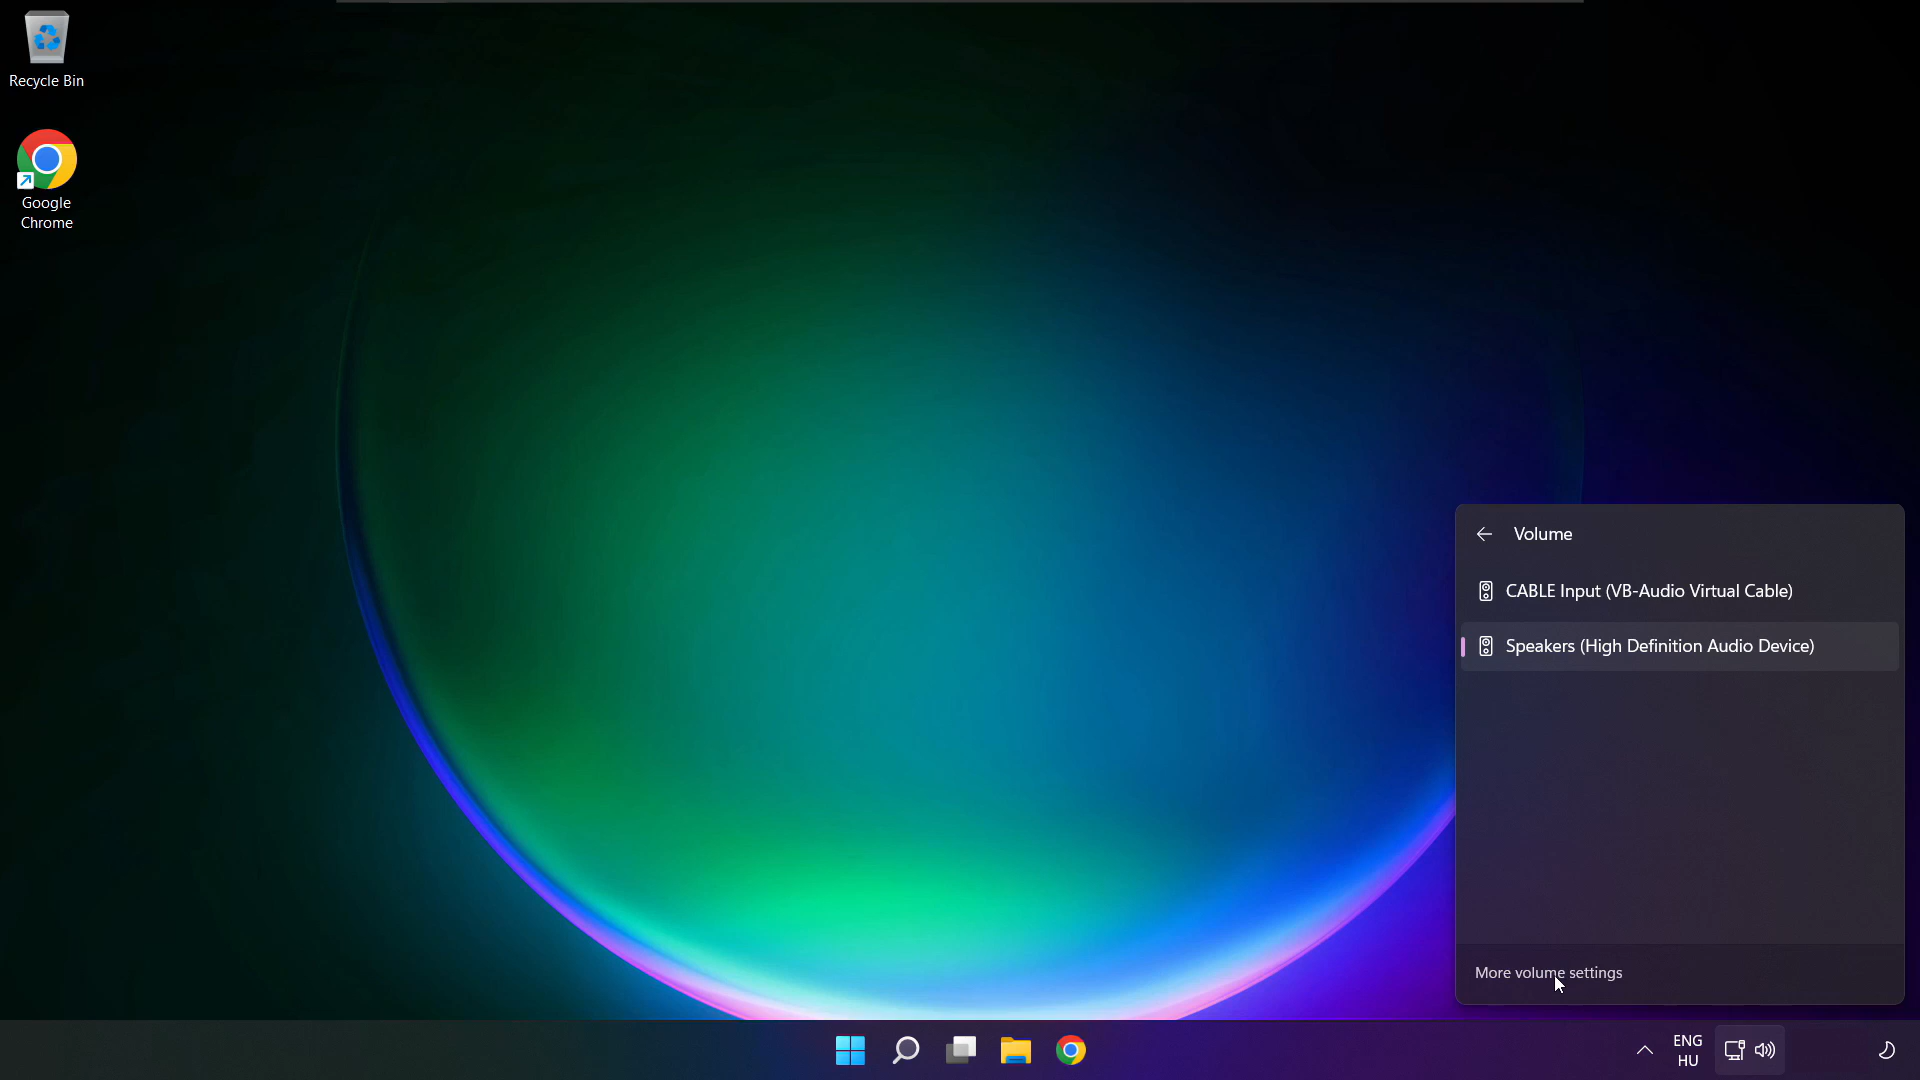 Recycle Bin
Google
Chrome
Volume
CABLE Input (VB-Audio Virtual Cable)
Speakers (High Definition Audio Device)
More volume settings
ENG
HU